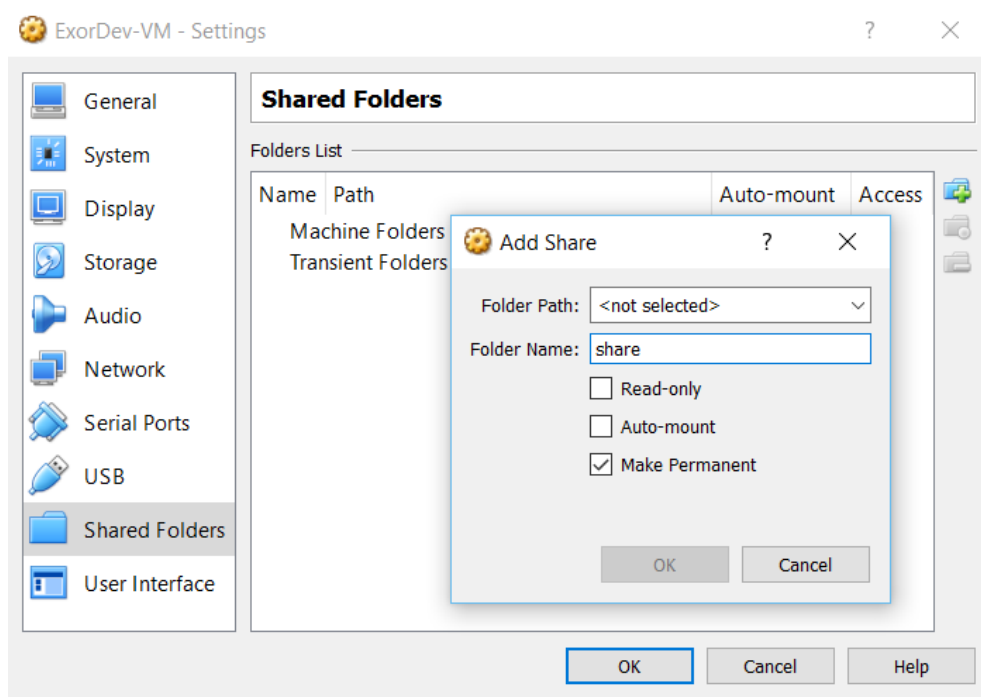 ExorDev-VM - Settings
?
General
System
Display
Storage
Audio
Network
Serial Ports
USB
Shared Folders
User Interface
Shared Folders
Folders List
Name Path Auto-mount Access
Machine Folders
Transient Folders
Add Share ?
Folder Path: <not selected>
Folder Name: share
Read-only
Auto-mount
Make Permanent
OK Cancel
OK Cancel Help